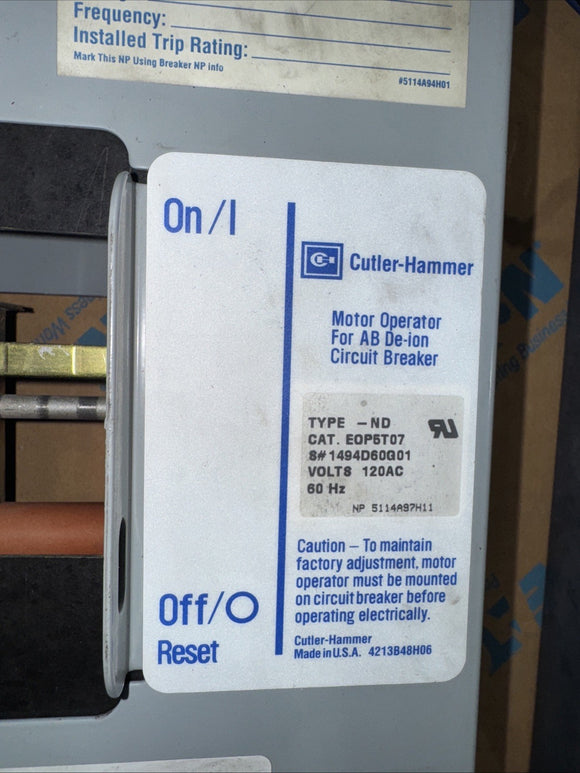 Frequency:
Installed Trip Rating:
Mark This NP Using Breaker NP info
#5114A94H01
On/I
Cutler-Hammer
Motor Operator
For AB De-ion
Circuit Breaker
TYPE -ND
CAT. EOP5T07
S#1494D60G01
VOLTS 120AC
60 Hz
NP 5114A97H11
Caution – To maintain
factory adjustment, motor
operator must be mounted
on circuit breaker before
operating electrically.
Off/O
Reset
Cutler-Hammer
Made in U.S.A. 4213B48H06